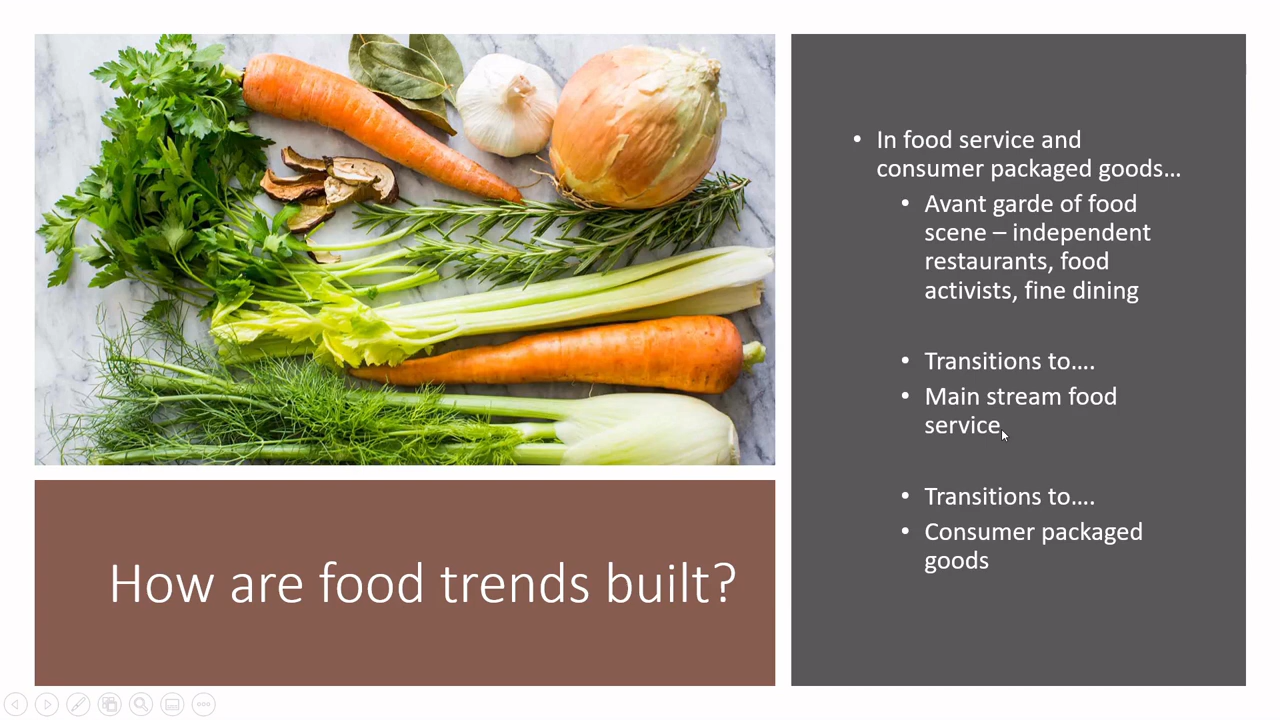 In food service and
consumer packaged goods…
Avant garde of food
scene – independent
restaurants, food
activists, fine dining
Transitions to….
Main stream food
service
Transitions to….
Consumer packaged
goods
How are food trends built?